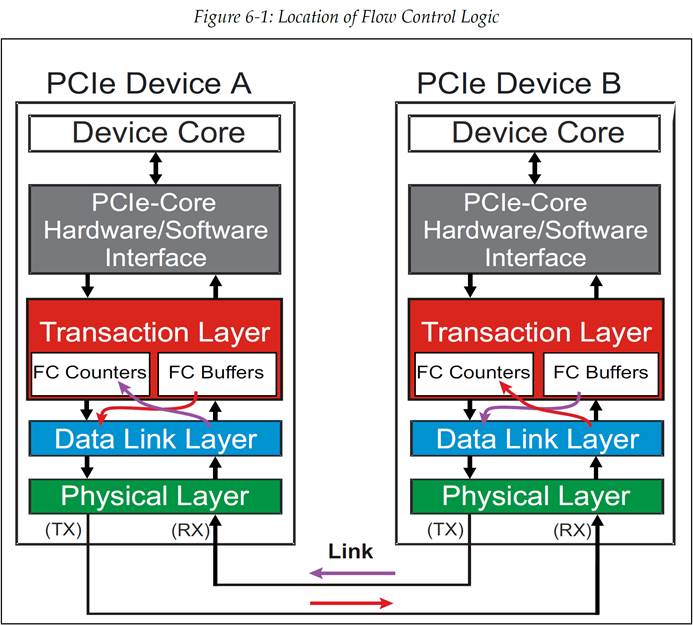 Figure 6-1: Location of Flow Control Logic
PCIe Device A
Device Core
PCIe-Core
Hardware/Software
Interface
Transaction Layer
FC Counters
FC Buffers
Data Link Layer
Physical Layer
(TX)
(RX)
PCIe Device B
Device Core
PCIe-Core
Hardware/Software
Interface
Transaction Layer
FC Counters
FC Buffers
Data Link Layer
Physical Layer
(TX)
(RX)
Link